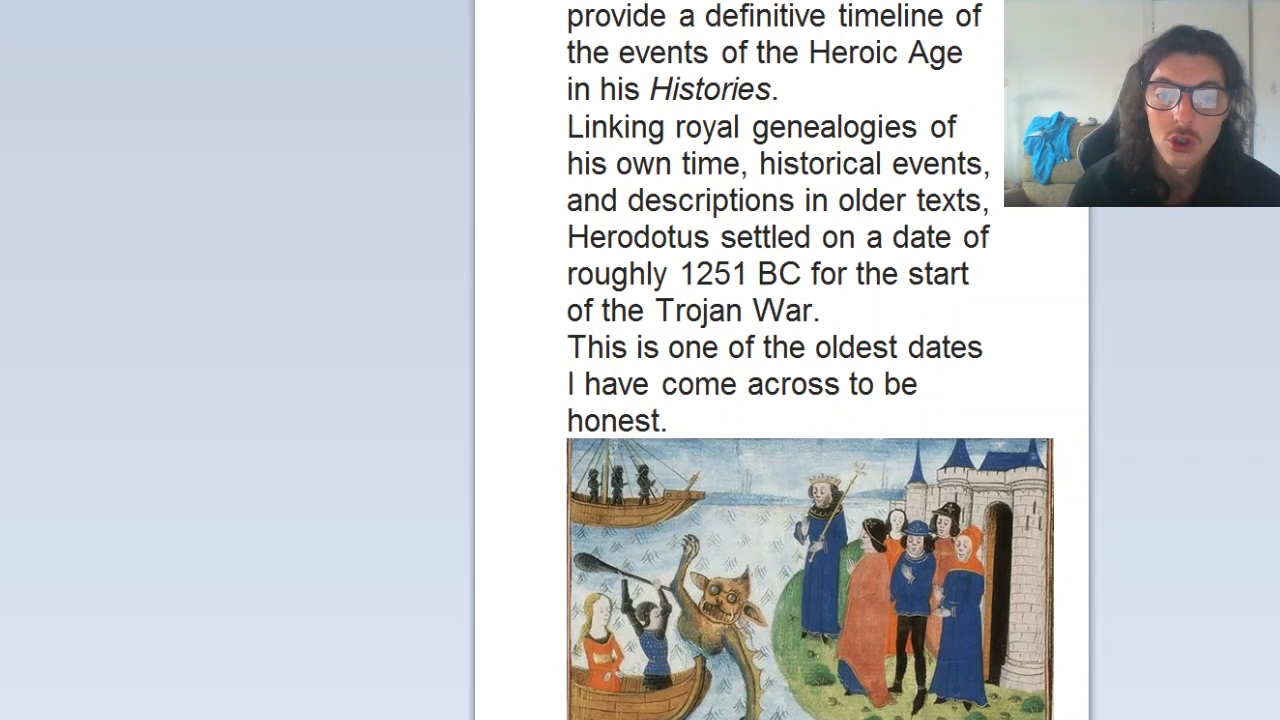 provide a definitive timeline of
the events of the Heroic Age
in his Histories.
Linking royal genealogies of
his own time, historical events,
and descriptions in older texts,
Herodotus settled on a date of
roughly 1251 BC for the start
of the Trojan War.
This is one of the oldest dates
I have come across to be
honest.